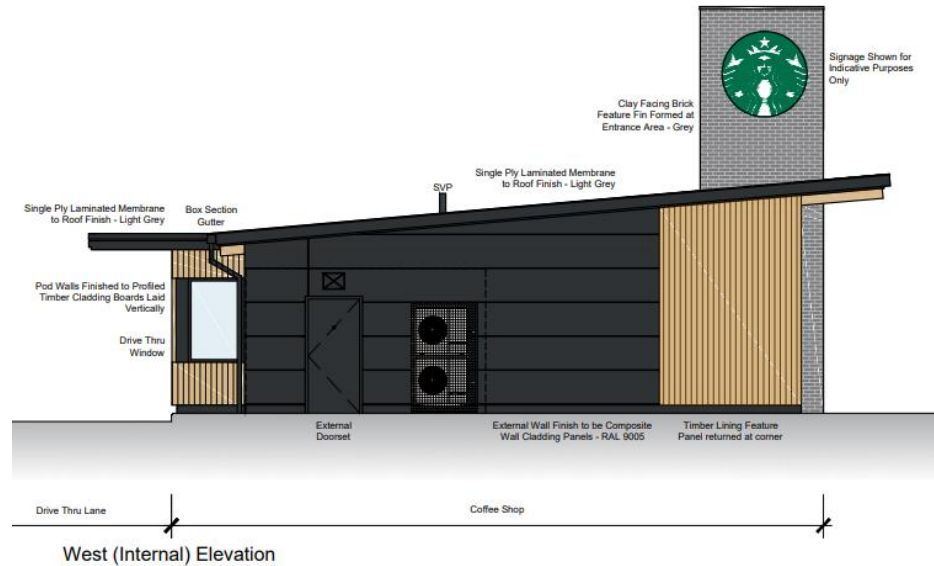 Signage Shown for
Indicative Purposes
Only
Clay Facing Brick
Feature Fin Formed at
Entrance Area - Grey
Single Ply Laminated Membrane
to Roof Finish - Light Grey
SVP
Single Ply Laminated Membrane
to Roof Finish - Light Grey
Box Section
Gutter
Pod Walls Finished to Profiled
Timber Cladding Boards Laid
Vertically
Drive Thru
Window
External
Doorset
External Wall Finish to be Composite
Wall Cladding Panels - RAL 9005
Timber Lining Feature
Panel returned at corner
Drive Thru Lane
Coffee Shop
West (Internal) Elevation